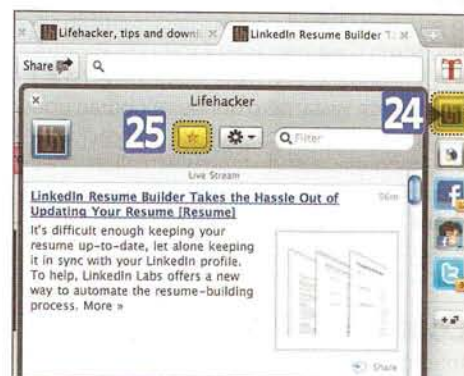 Lifehacker, tips and downl
LinkedIn Resume Builder T
Share
Lifehacker
24
25
Filter
Live Stream
LinkedIn Resume Builder Takes the Hassle Out of
Updating Your Resume [Resume]
56m
It's difficult enough keeping your
resume up-to-date, let alone keeping
it in sync with your LinkedIn profile.
To help, LinkedIn Labs offers a new
way to automate the resume-building
process. More »
Share